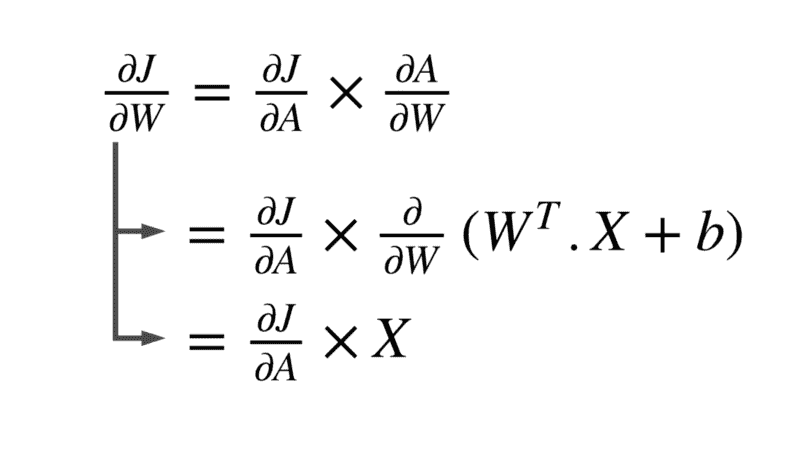 ∂J/∂W = ∂J/∂A × ∂A/∂W
= ∂J/∂A × ∂/∂W (W^T . X + b)
= ∂J/∂A × X